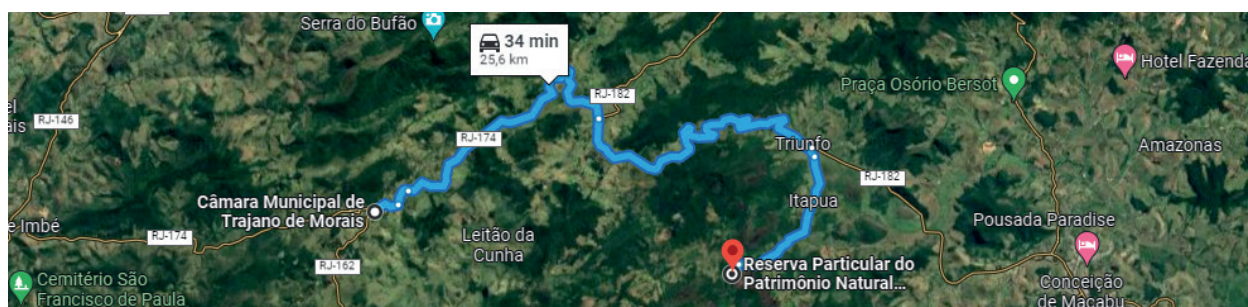 Serra do Bufão
34 min
25,6 km
Hotel Fazenda
Praça Osório Bersot
RJ-182
RJ-146
RJ-174
Triunfo
Amazonas
RJ-182
Câmara Municipal de
Trajano de Morais
Itapua
e Imbé
Leitão da
Cunha
Pousada Paradise
RJ-174
RJ-162
Reserva Particular do
Patrimônio Natural...
Cemitério São
Francisco de Paula
Conceição
de Macabu